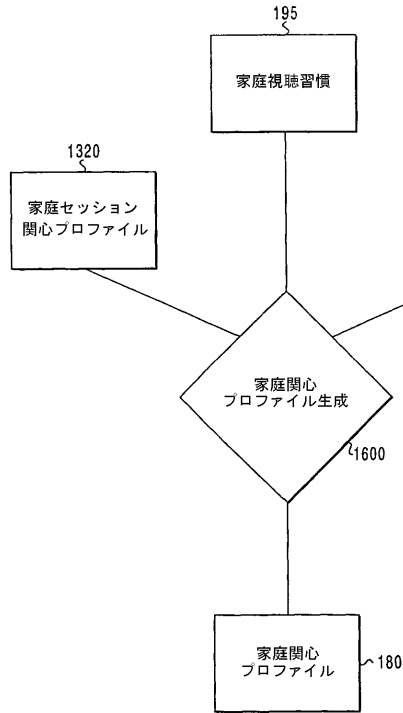 195
家庭視聴習慣
1320
家庭セッション
関心プロファイル
家庭関心
プロファイル生成
1600
家庭関心
プロファイル
180